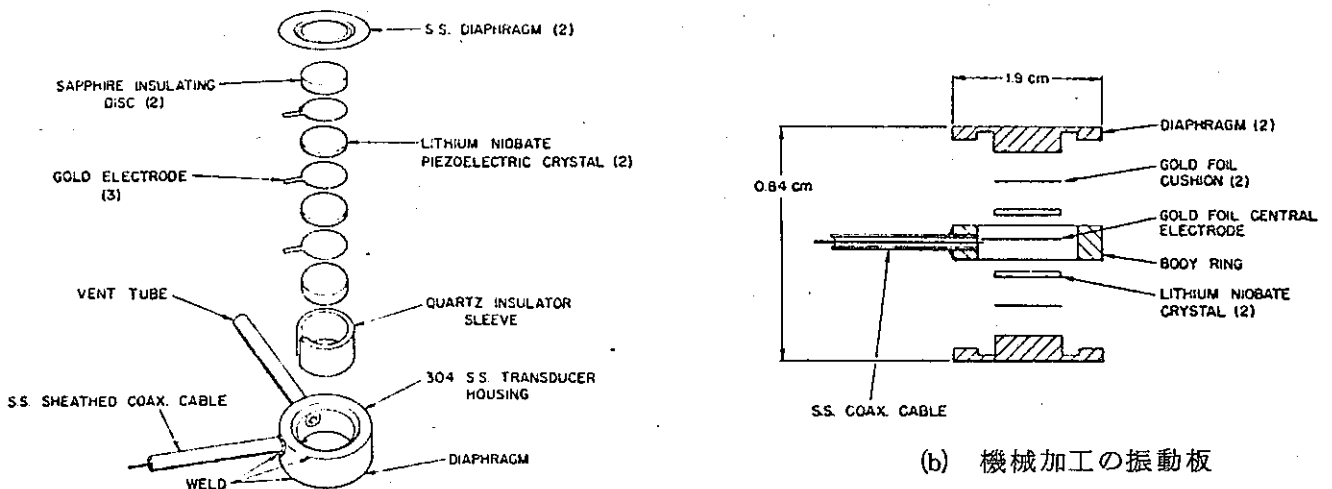 S.S. DIAPHRAGM (2)
SAPPHIRE INSULATING
DISC (2)
LITHIUM NIOBATE
PIEZOELECTRIC CRYSTAL (2)
GOLD ELECTRODE
(3)
VENT TUBE
QUARTZ INSULATOR
SLEEVE
304 S.S. TRANSDUCER
HOUSING
S.S. SHEATHED COAX. CABLE
DIAPHRAGM
WELD
1.9 cm
DIAPHRAGM (2)
GOLD FOIL
CUSHION (2)
0.84 cm
GOLD FOIL CENTRAL
ELECTRODE
BODY RING
LITHIUM NIOBATE
CRYSTAL (2)
S.S. COAX. CABLE
(b) 機械加工の振動板